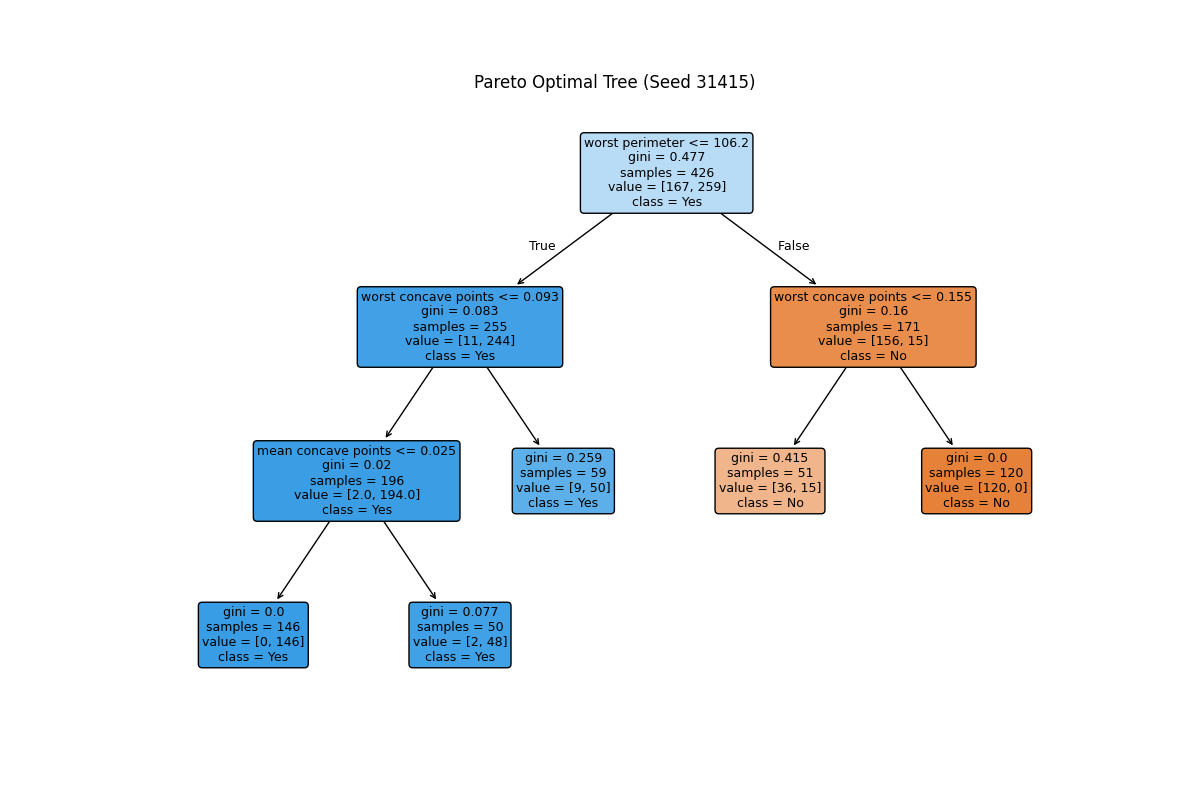 Pareto Optimal Tree (Seed 31415)
worst perimeter <= 106.2
gini = 0.477
samples = 426
value = [167, 259]
class = Yes
True
False
worst concave points <= 0.093
gini = 0.083
samples = 255
value = [11, 244]
class = Yes
worst concave points <= 0.155
gini = 0.16
samples = 171
value = [156, 15]
class = No
mean concave points <= 0.025
gini = 0.02
samples = 196
value = [2.0, 194.0]
class = Yes
gini = 0.259
samples = 59
value = [9, 50]
class = Yes
gini = 0.415
samples = 51
value = [36, 15]
class = No
gini = 0.0
samples = 120
value = [120, 0]
class = No
gini = 0.0
samples = 146
value = [0, 146]
class = Yes
gini = 0.077
samples = 50
value = [2, 48]
class = Yes